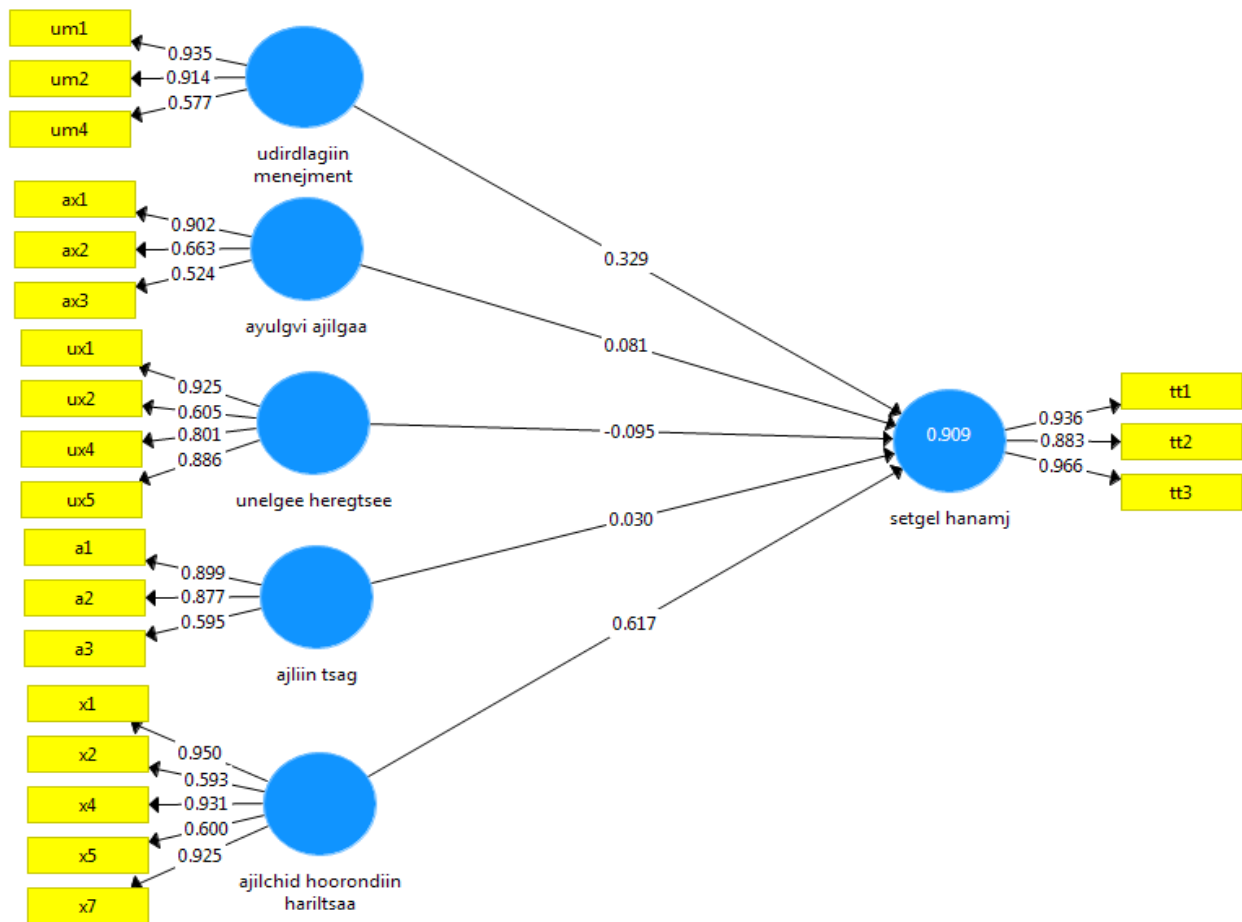 um1
0.935
um2
0.914
um4
0.577
udirdlagiin
menejment
0.329
ax1
0.902
ax2
0.663
ax3
0.524
ayulgvi ajilgaa
0.081
ux1
0.925
ux2
0.605
ux4
0.801
ux5
0.886
unelgee heregtsee
-0.095
a1
0.899
a2
0.877
a3
0.595
ajliin tsag
0.030
x1
0.950
x2
0.593
x4
0.931
x5
0.600
x7
0.925
ajilchid hoorondiin
hariltsaa
0.617
0.909
setgel hanamj
tt1
0.936
tt2
0.883
tt3
0.966